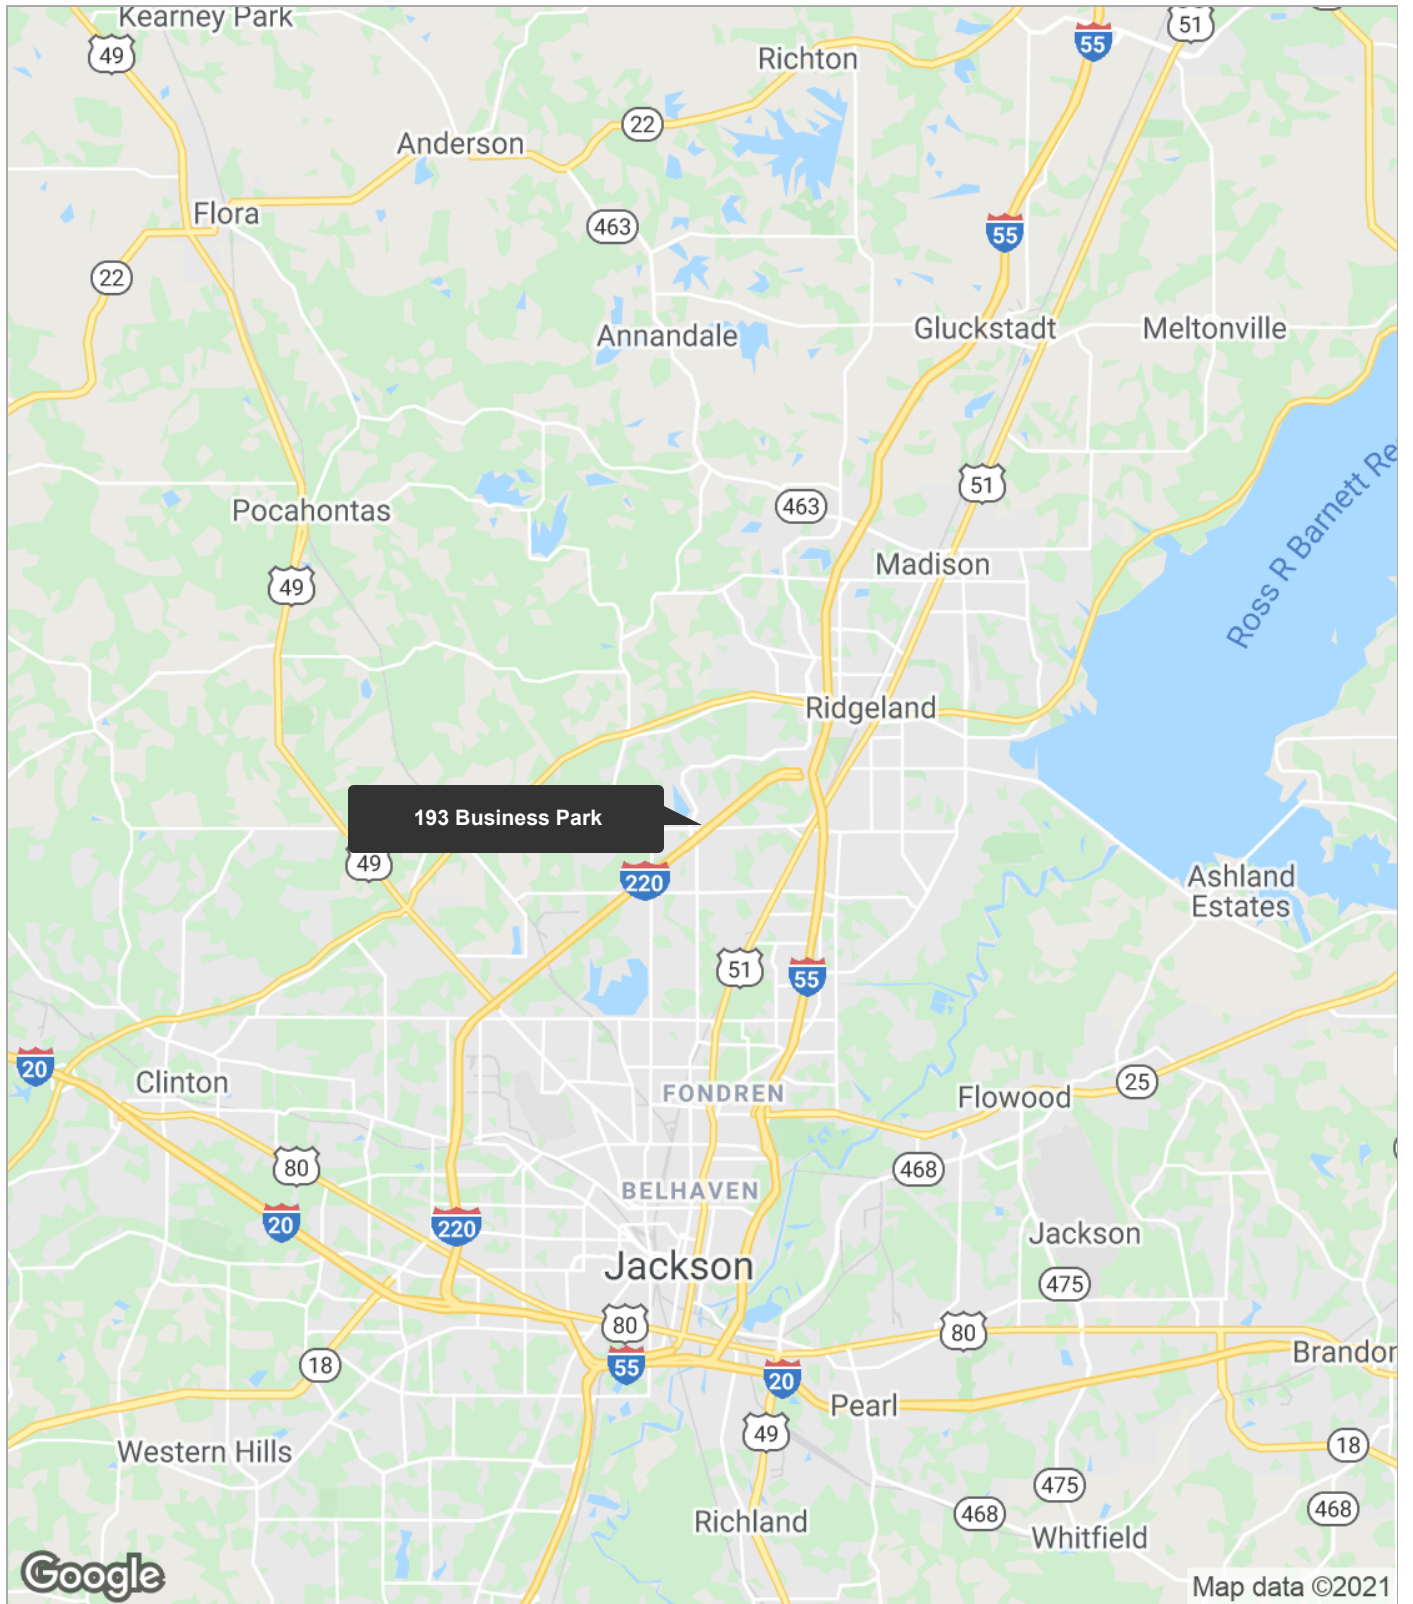 Kearney Park
49
51
55
Richton
22
Anderson
Flora
463
55
22
Gluckstadt
Meltonville
Annandale
51
463
Pocahontas
Ross R Barnett Re
Madison
49
Ridgeland
193 Business Park
49
220
Ashland
Estates
51
55
20
Clinton
25
FONDREN
Flowood
80
468
BELHAVEN
20
220
Jackson
Jackson
475
80
80
Brandon
18
55
20
Pearl
49
Western Hills
18
475
468
468
Richland
Whitfield
Google
Map data ©2021